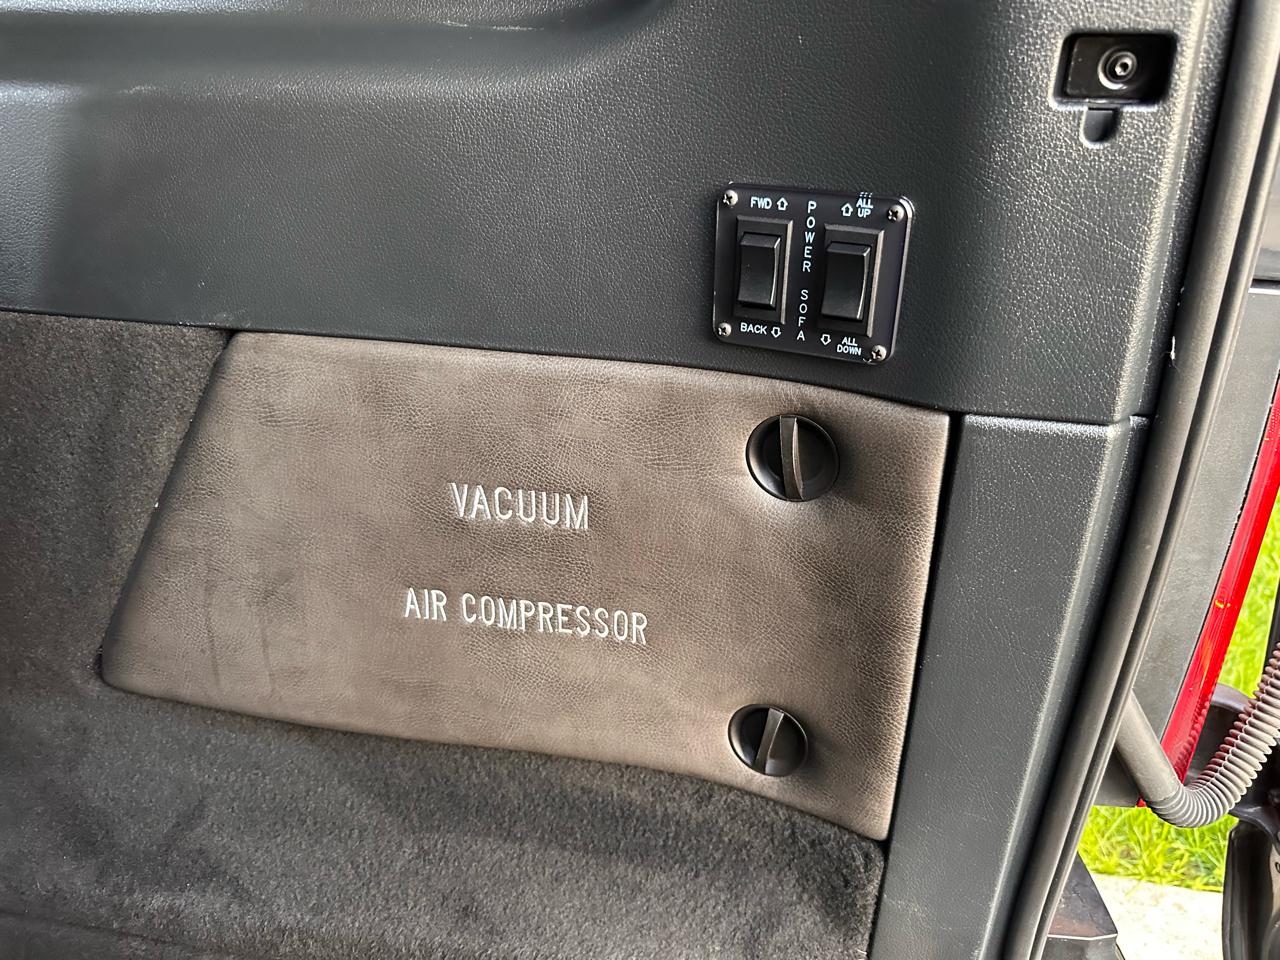 FWD
ALL
UP
POWER SOFA
BACK
ALL
DOWN
VACUUM
AIR COMPRESSOR